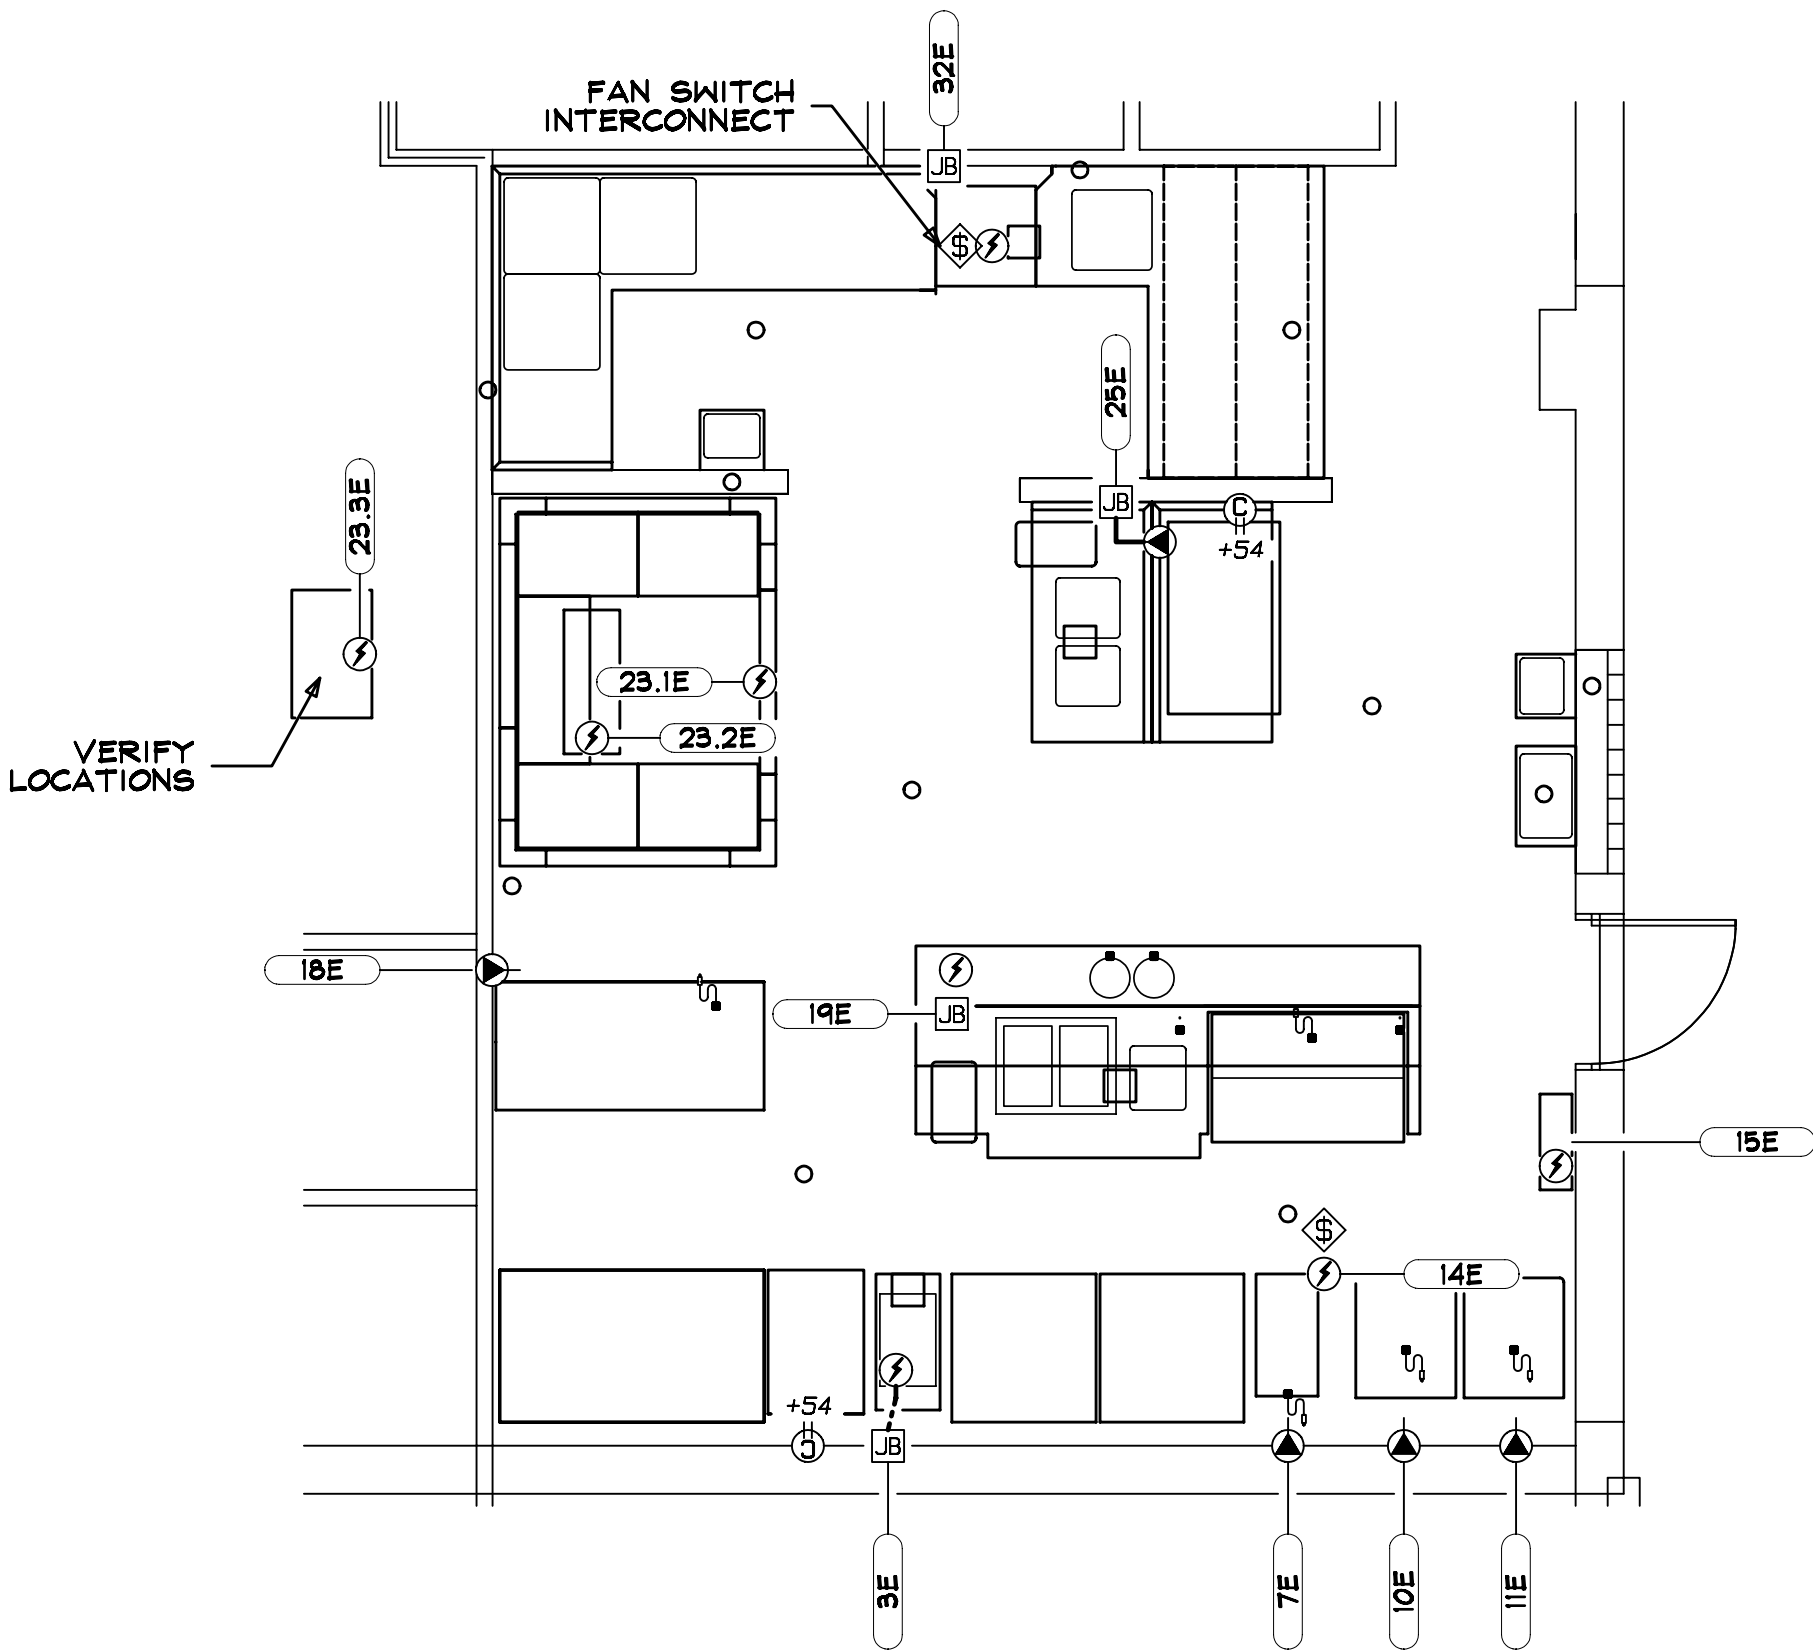 32E
FAN SWITCH
INTERCONNECT
JB
$
25E
23.3E
JB
C
+54
23.1E
23.2E
VERIFY
LOCATIONS
18E
19E
JB
15E
$
14E
+54
C
JB
3E
7E
10E
11E